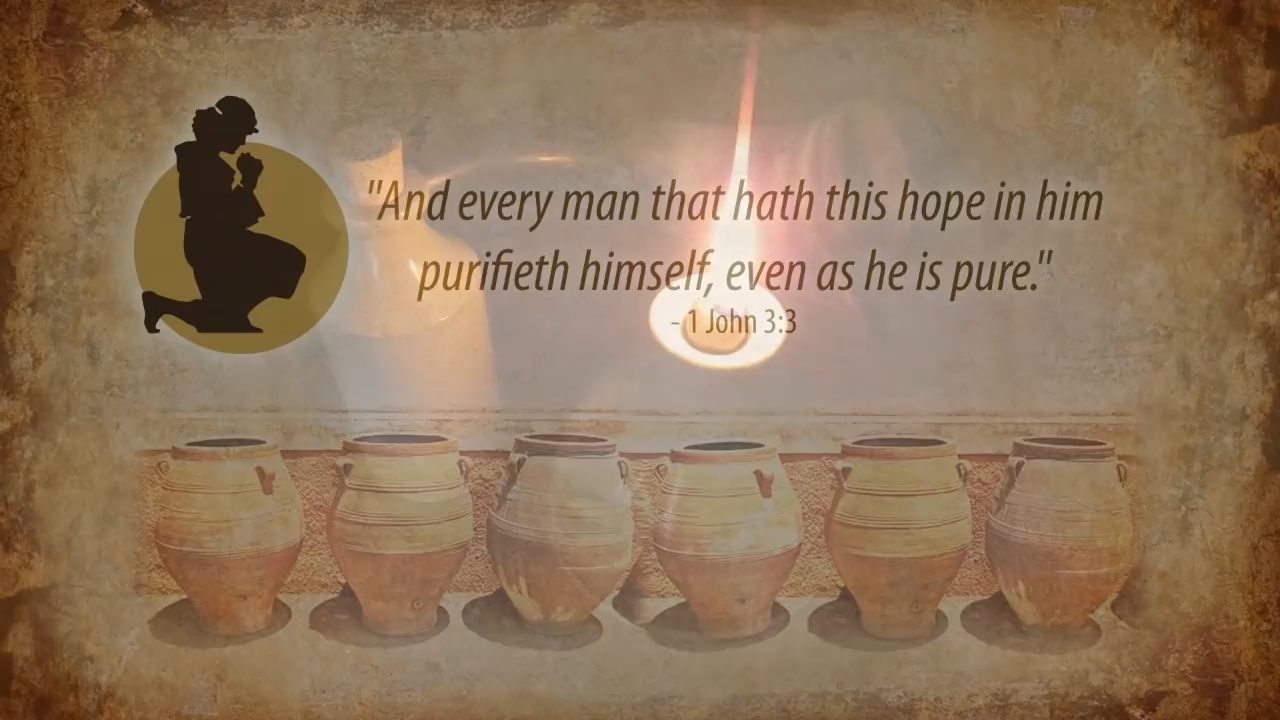 "And every man that hath this hope in him
purifieth himself, even as he is pure."
- 1 John 3:3